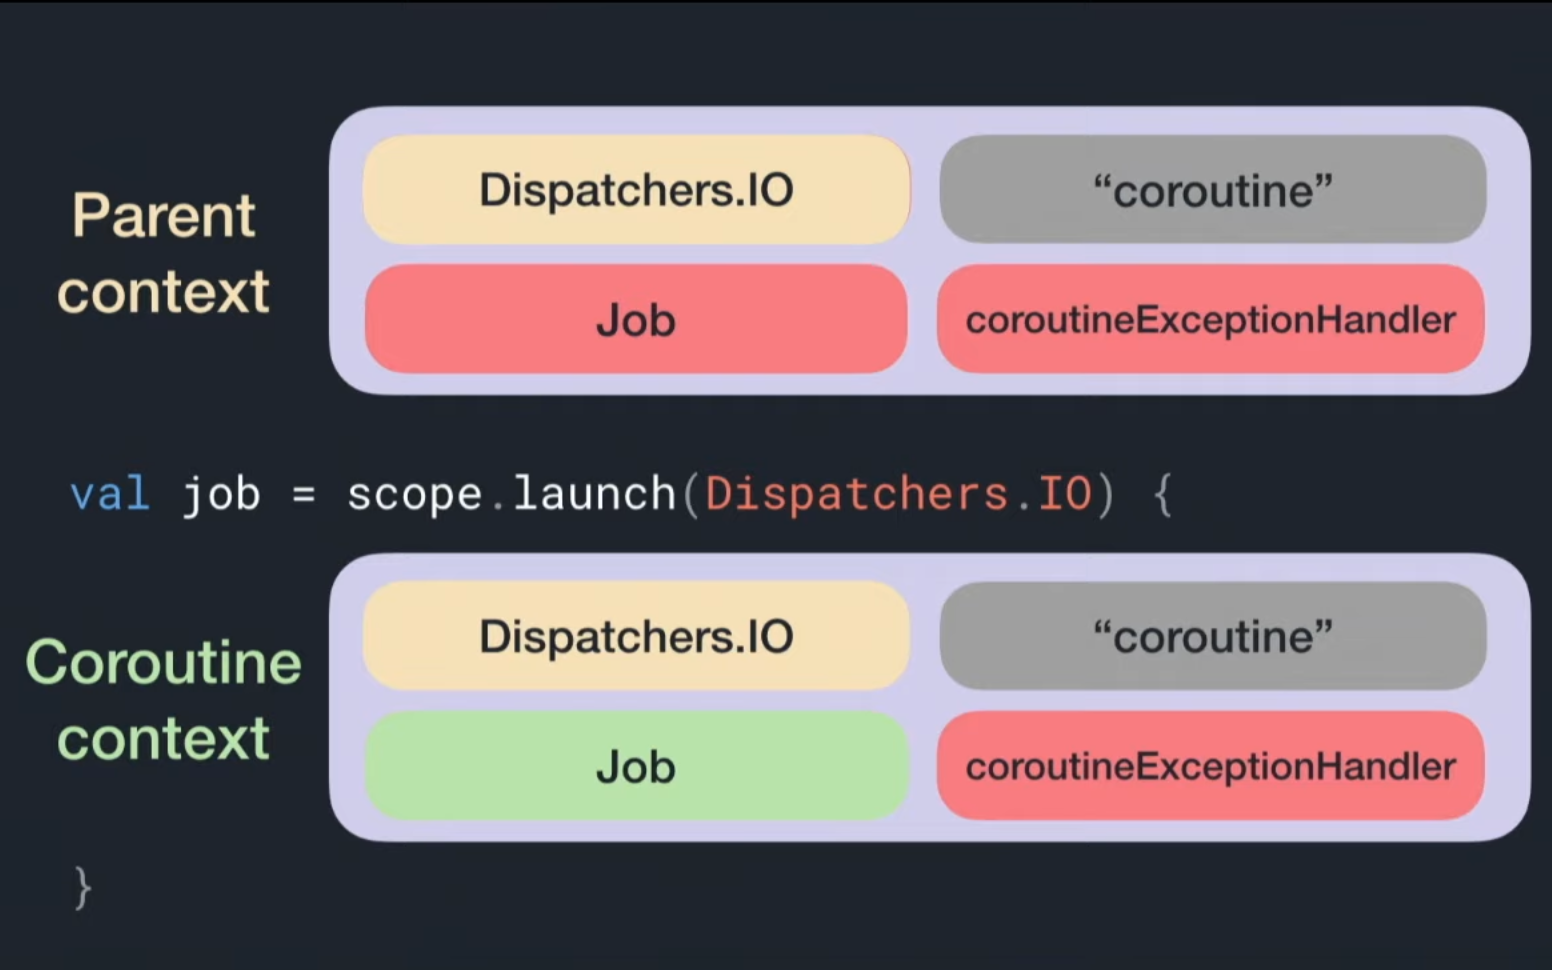 Parent
context
Dispatchers.IO
“coroutine”
Job
coroutineExceptionHandler
val job = scope.launch(Dispatchers.IO) {
Coroutine
context
Dispatchers.IO
“coroutine”
Job
coroutineExceptionHandler
}